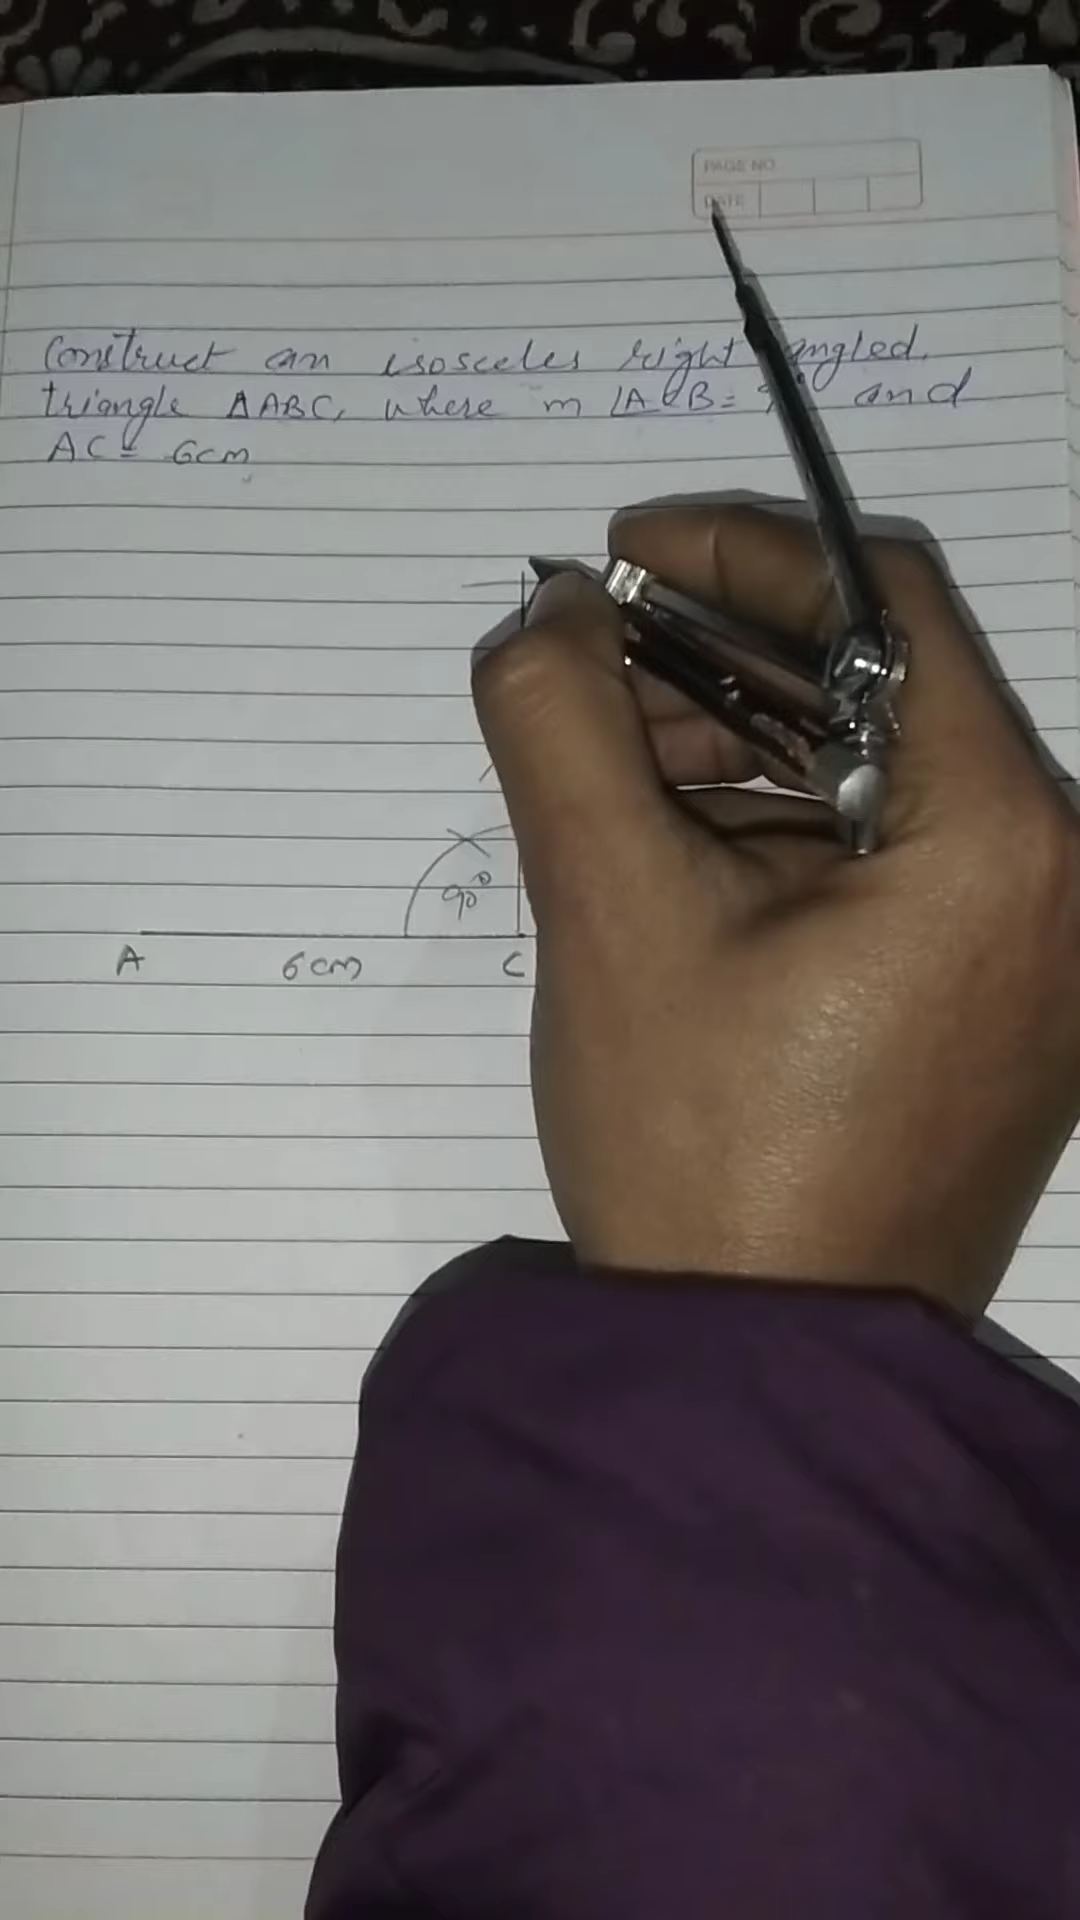 PAGE NO
DATE
Construct an isosceles right angled.
triangle ΔABC, where m ∠ACB= and
AC = 6cm
90°
A 6cm C